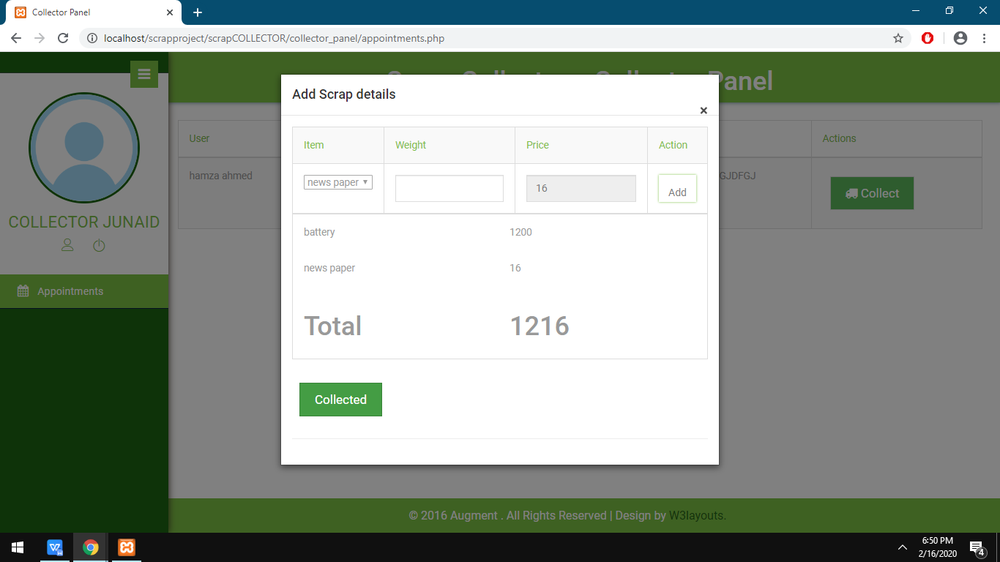 Collector Panel
localhost/scrapproject/scrapCOLLECTOR/collector_panel/appointments.php
Panel
Add Scrap details
×
User
Item
Weight
Price
Action
Actions
hamza ahmed
news paper
16
Add
GJDFGJ
Collect
COLLECTOR JUNAID
battery
1200
news paper
16
Appointments
Total
1216
Collected
© 2016 Augment . All Rights Reserved | Design by W3layouts.
6:50 PM
2/16/2020
4